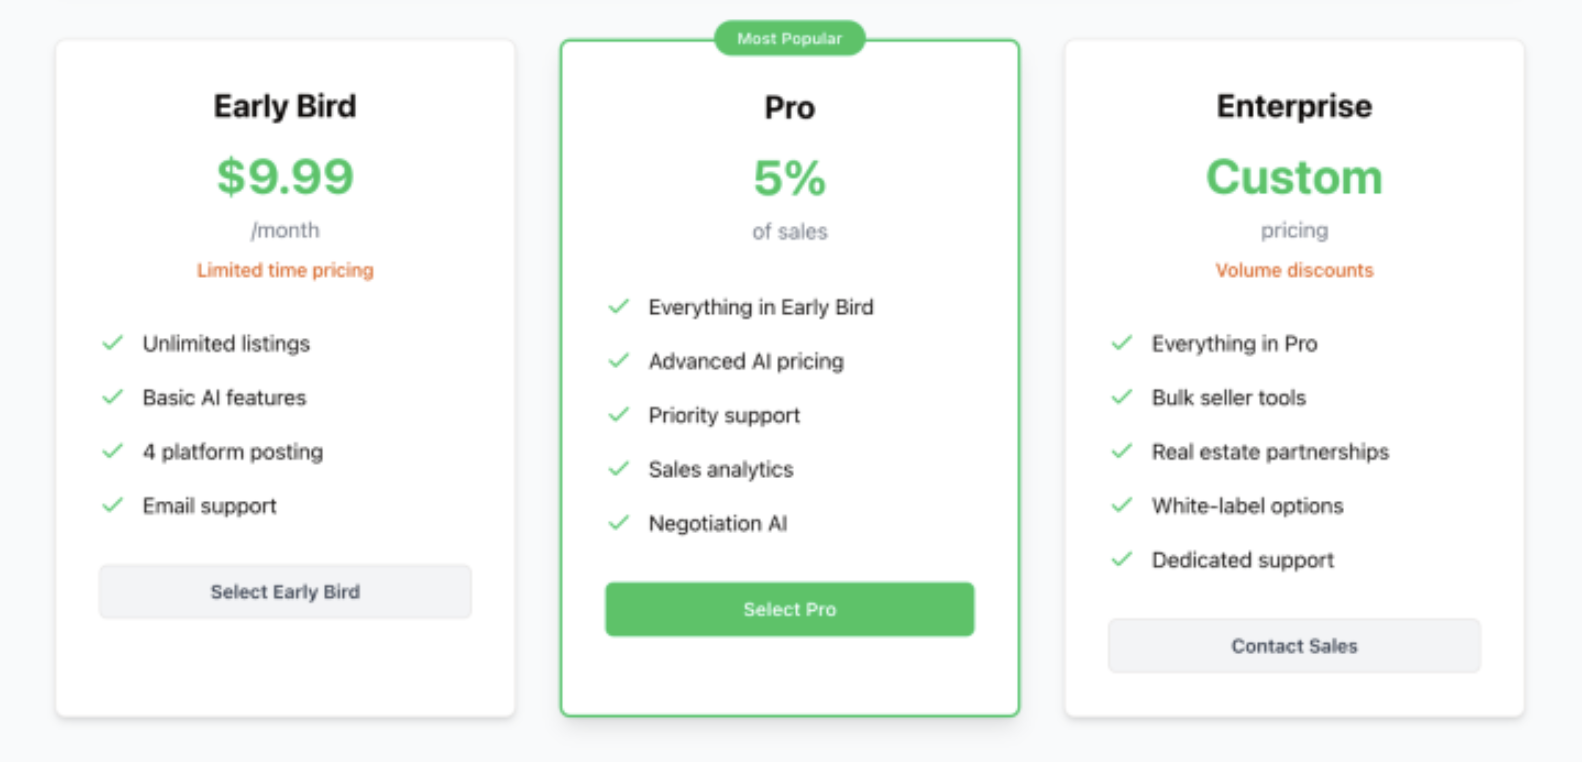 Early Bird
$9.99
/month
Limited time pricing
Unlimited listings
Basic AI features
4 platform posting
Email support
Select Early Bird
Most Popular
Pro
5%
of sales
Everything in Early Bird
Advanced AI pricing
Priority support
Sales analytics
Negotiation AI
Select Pro
Enterprise
Custom
pricing
Volume discounts
Everything in Pro
Bulk seller tools
Real estate partnerships
White-label options
Dedicated support
Contact Sales